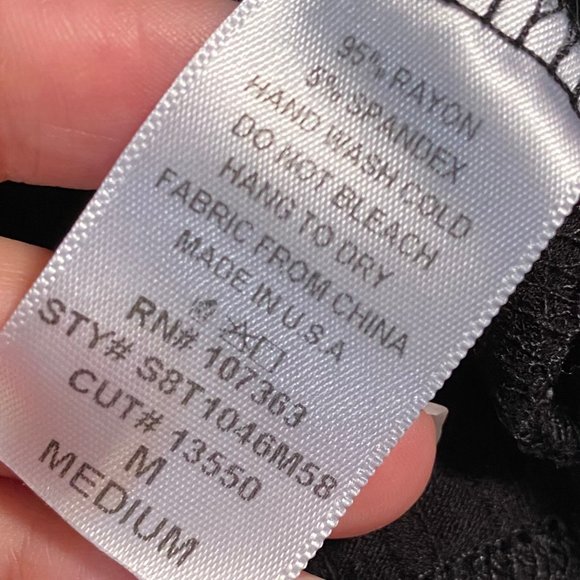 95% RAYON
5% SPANDEX
HAND WASH COLD
DO NOT BLEACH
HANG TO DRY
FABRIC FROM CHINA
MADE IN U.S.A
RN# 107363
STY# S8T1046M58
CUT# 13550
M
MEDIUM